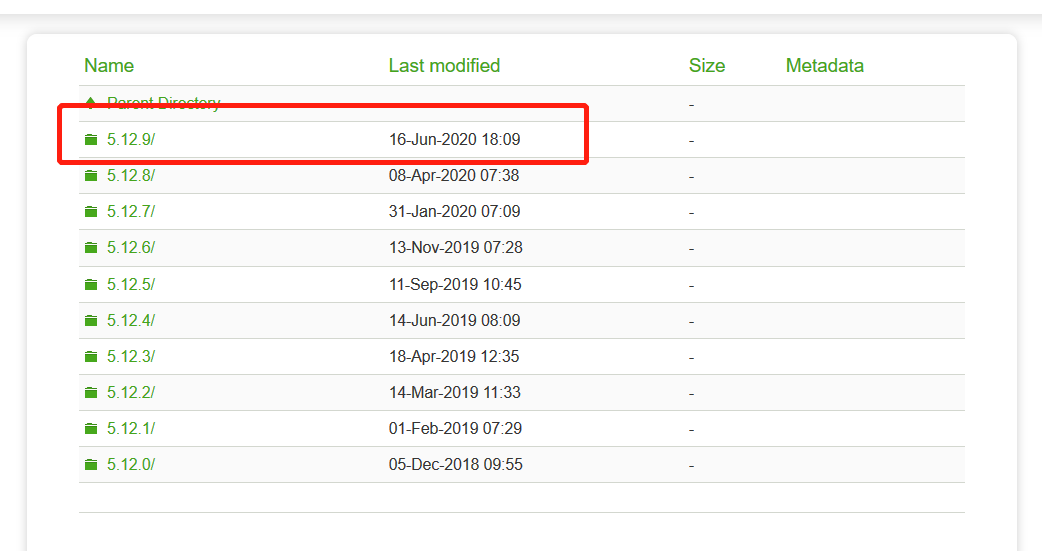 Name Last modified Size Metadata
Parent Directory -
5.12.9/ 16-Jun-2020 18:09 -
5.12.8/ 08-Apr-2020 07:38 -
5.12.7/ 31-Jan-2020 07:09 -
5.12.6/ 13-Nov-2019 07:28 -
5.12.5/ 11-Sep-2019 10:45 -
5.12.4/ 14-Jun-2019 08:09 -
5.12.3/ 18-Apr-2019 12:35 -
5.12.2/ 14-Mar-2019 11:33 -
5.12.1/ 01-Feb-2019 07:29 -
5.12.0/ 05-Dec-2018 09:55 -